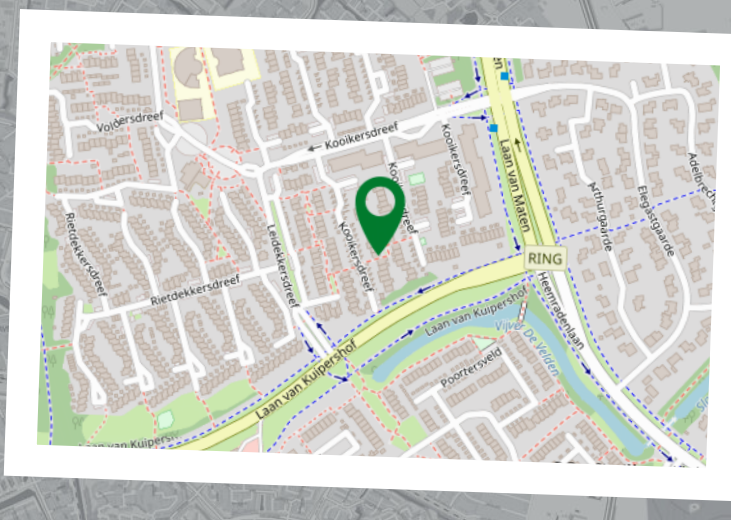 Voldersdreef
Kooikersdreef
Kooikersdreef
Laan van Maten
Kooikersdreef
Rietdekkersdreef
Leidekkersdreef
Rietdekkersdreef
Arthurgaarde
Elegastgaarde
RING
Heemradenlaan
Laan van Kuipershof
Vijver De Velden
Laan van Kuipershof
Poortersveld